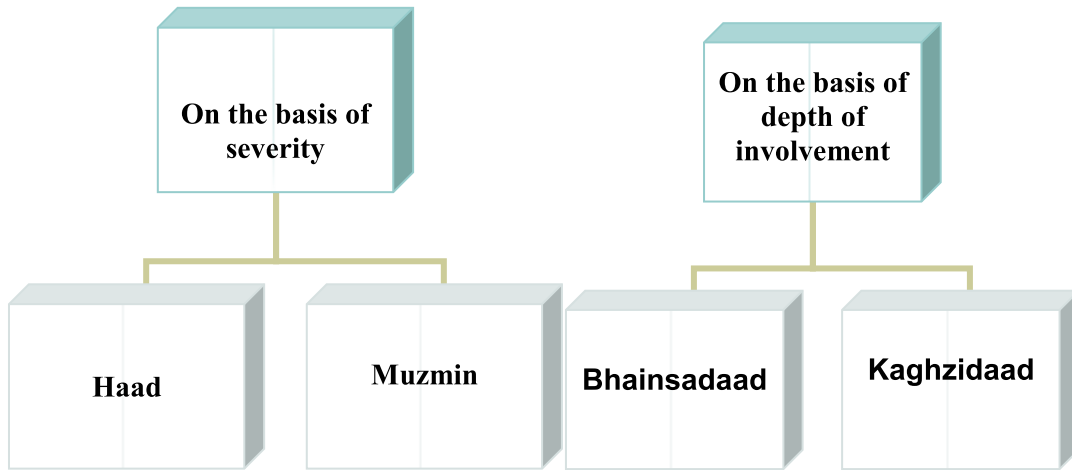 On the basis of
severity
On the basis of
depth of
involvement
Haad
Muzmin
Bhainsadaad
Kaghzidaad